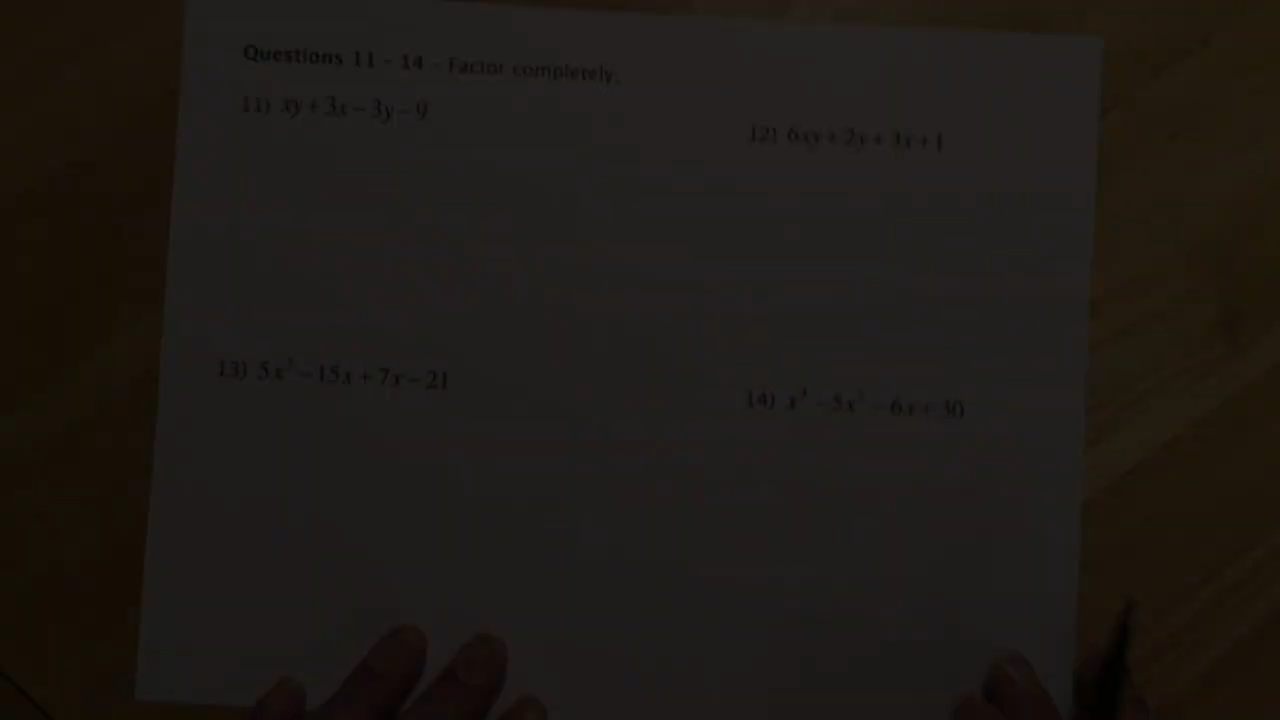 Questions 11 - 14 - Factor completely.
11) xy + 3x - 3y - 9
12) 6xy + 2y + 3x + 1
13) 5x² - 15x + 7x - 21
14) x³ - 5x² - 6x + 30